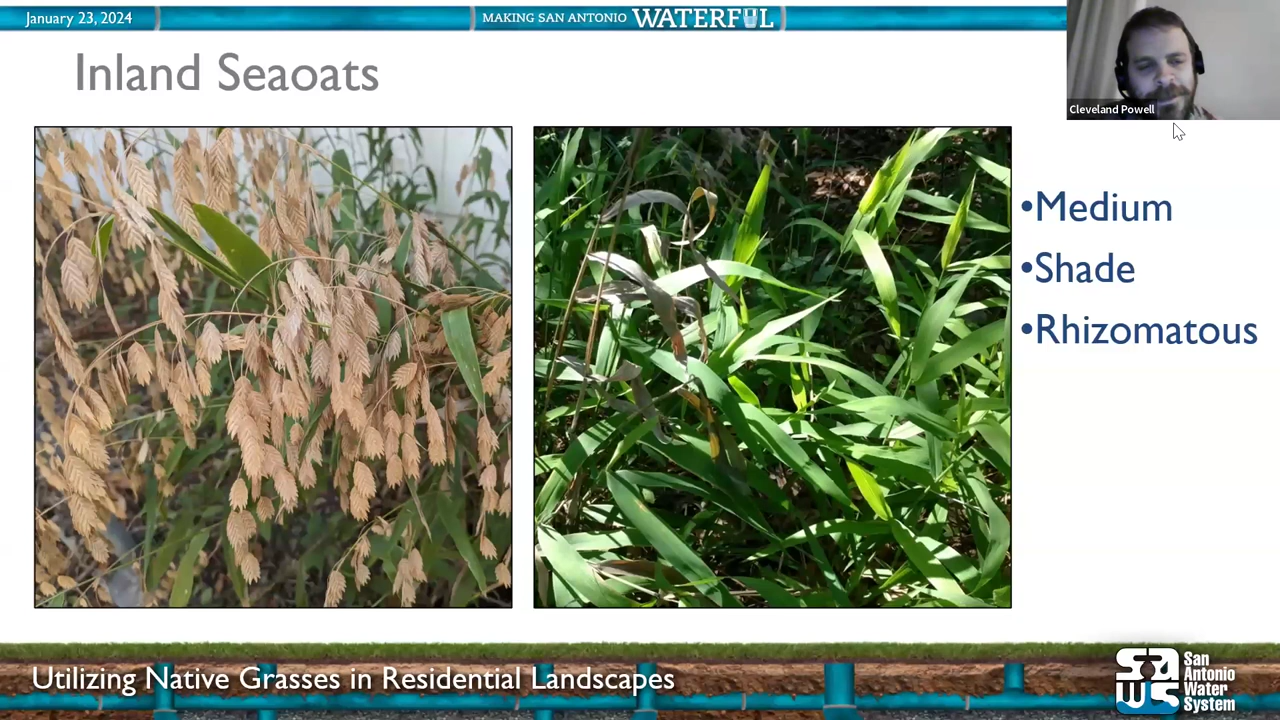 January 23, 2024
MAKING SAN ANTONIO WATERFUL
Inland Seaoats
Cleveland Powell
•Medium
•Shade
•Rhizomatous
Utilizing Native Grasses in Residential Landscapes
SAWS
San
Antonio
Water
System